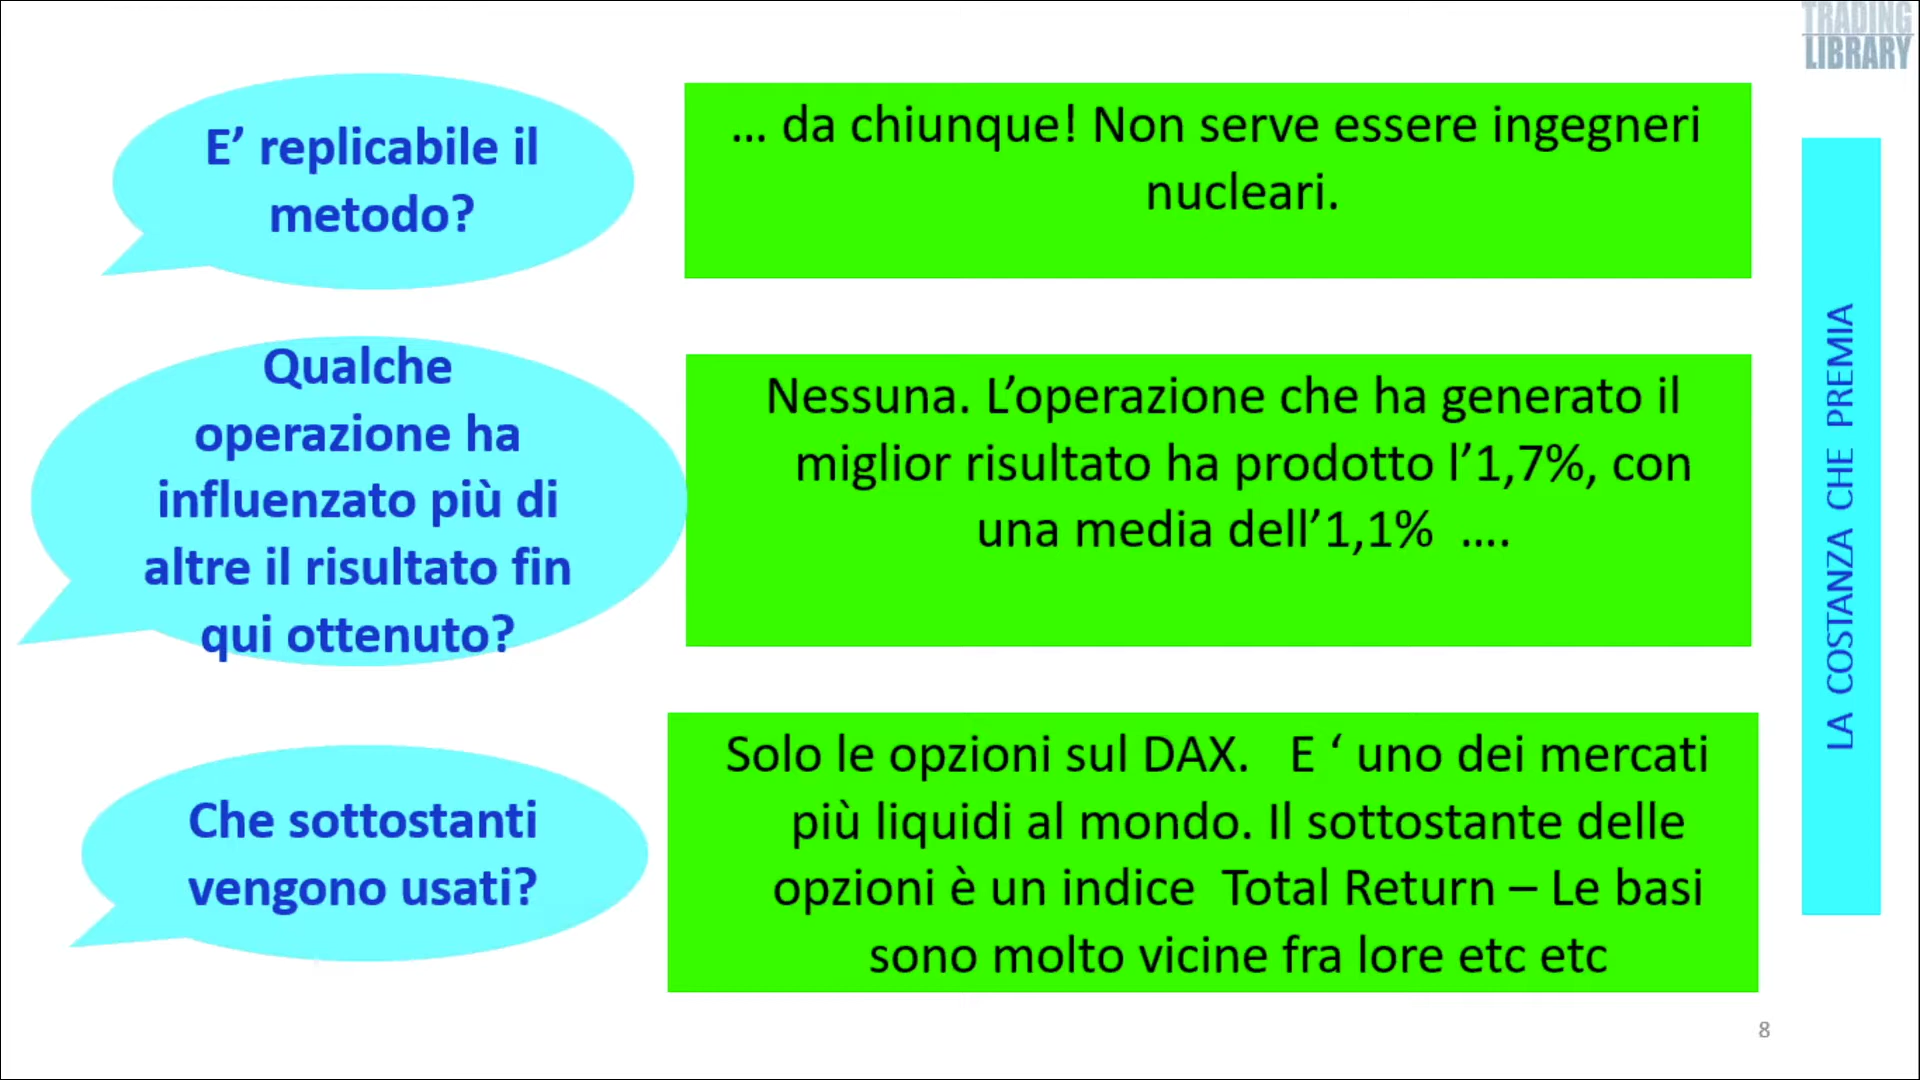 TRADING
LIBRARY
E’ replicabile il
metodo?
... da chiunque! Non serve essere ingegneri
nucleari.
Qualche
operazione ha
influenzato più di
altre il risultato fin
qui ottenuto?
Nessuna. L’operazione che ha generato il
miglior risultato ha prodotto l’1,7%, con
una media dell’1,1%  ....
Che sottostanti
vengono usati?
Solo le opzioni sul DAX.   E ‘ uno dei mercati
più liquidi al mondo. Il sottostante delle
opzioni è un indice  Total Return – Le basi
sono molto vicine fra lore etc etc
LA COSTANZA CHE PREMIA
8